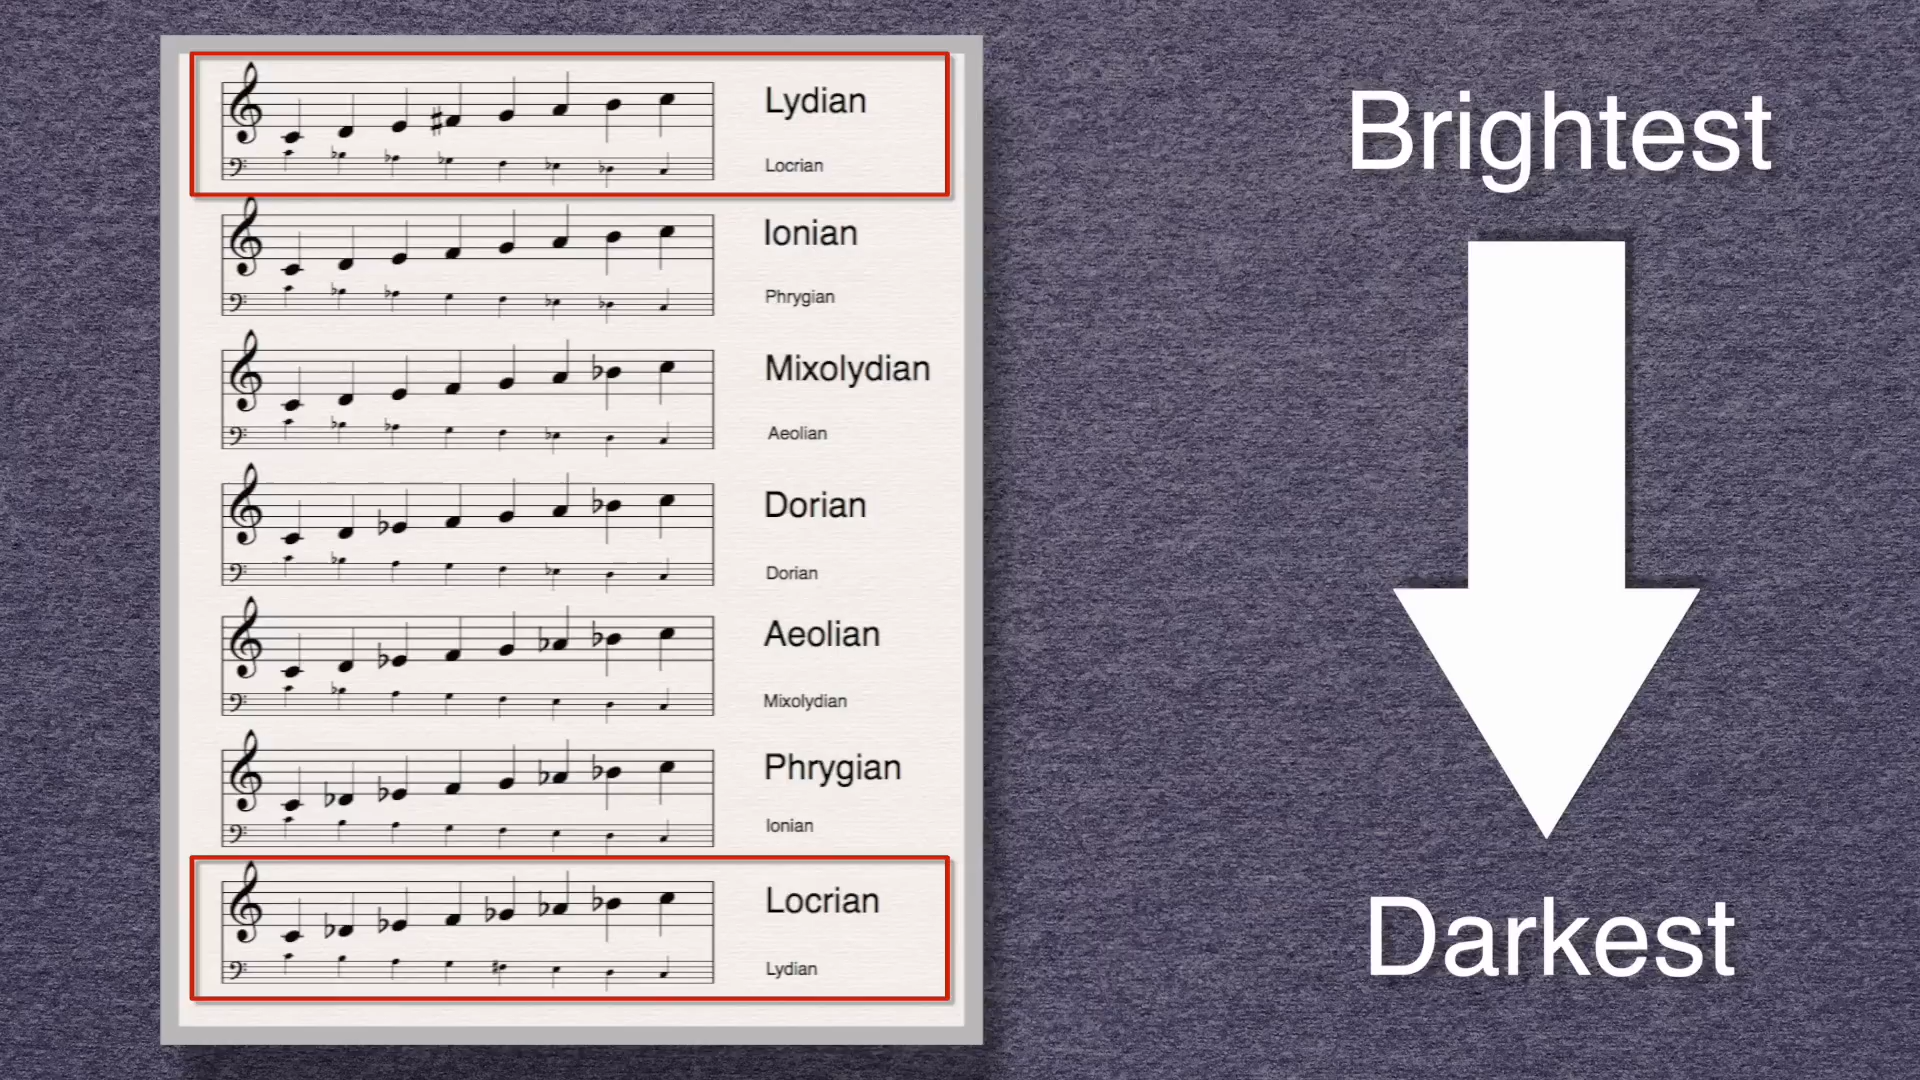 Lydian
Locrian
Ionian
Phrygian
Mixolydian
Aeolian
Dorian
Dorian
Aeolian
Mixolydian
Phrygian
Ionian
Locrian
Lydian
Brightest
Darkest